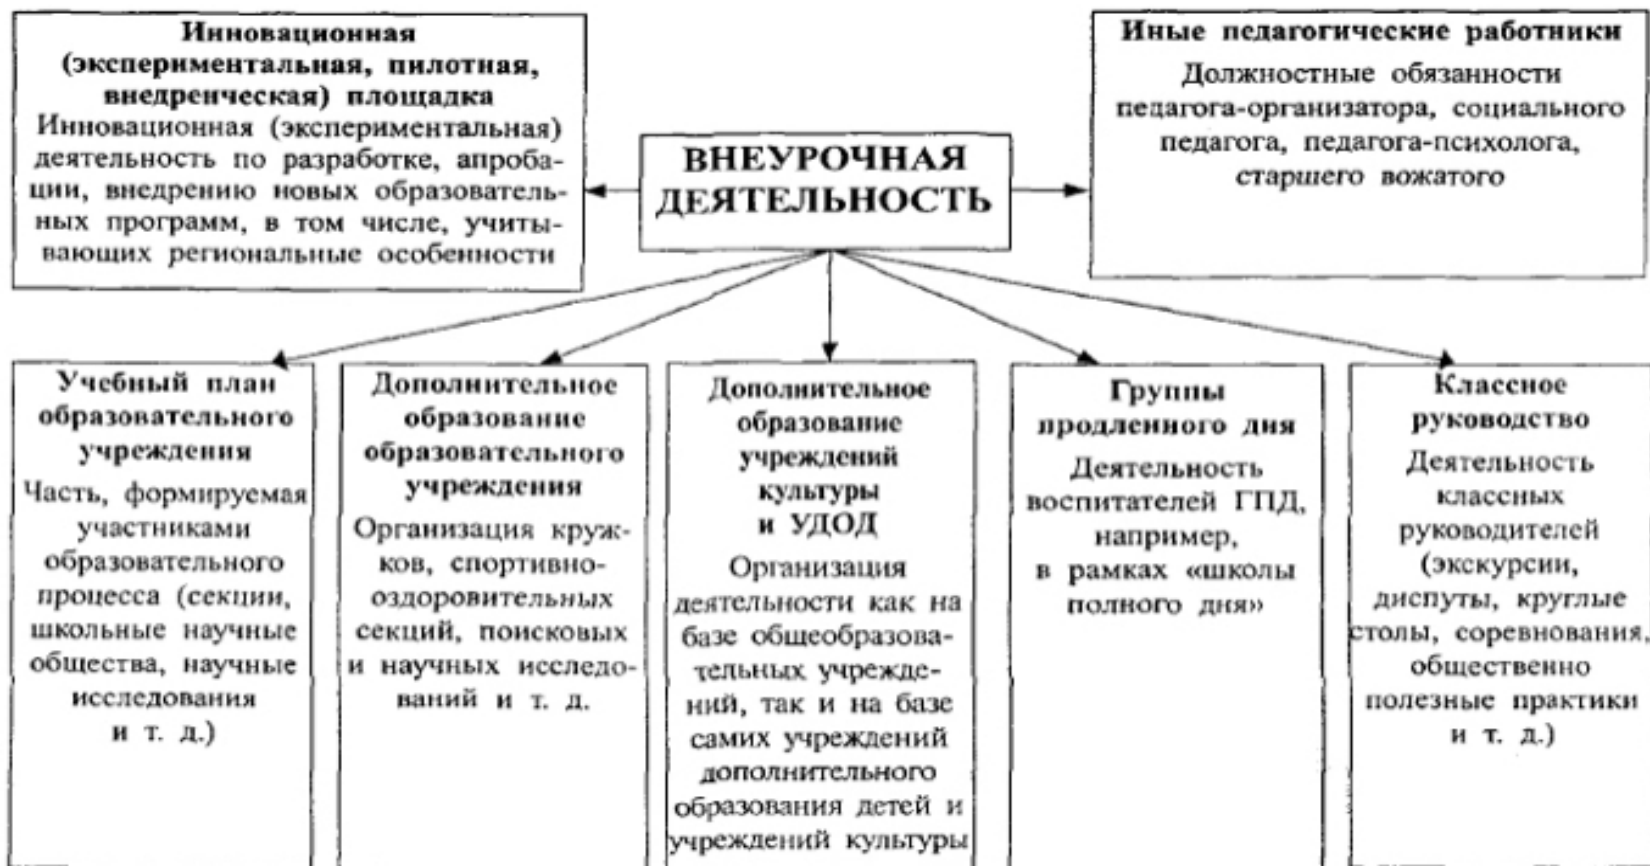 Инновационная
(экспериментальная, пилотная,
внедренческая) площадка
Инновационная (экспериментальная)
деятельность по разработке, апроба-
ции, внедрению новых образователь-
ных программ, в том числе, учиты-
вающих региональные особенности
ВНЕУРОЧНАЯ
ДЕЯТЕЛЬНОСТЬ
Иные педагогические работники
Должностные обязанности
педагога-организатора, социального
педагога, педагога-психолога,
старшего вожатого
Учебный план
образовательного
учреждения
Часть, формируемая
участниками
образовательного
процесса (секции,
школьные научные
общества, научные
исследования
и т. д.)
Дополнительное
образование
образовательного
учреждения
Организация круж-
ков, спортивно-
оздоровительных
секций, поисковых
и научных исследо-
ваний и т. д.
Дополнительное
образование
учреждений
культуры
и УДОД
Организация
деятельности как на
базе общеобразова-
тельных учрежде-
ний, так и на базе
самих учреждений
дополнительного
образования детей и
учреждений культуры
Группы
продленного дня
Деятельность
воспитателей ГПД,
например,
в рамках «школы
полного дня»
Классное
руководство
Деятельность
классных
руководителей
(экскурсии,
диспуты, круглые
столы, соревнования,
общественно
полезные практики
и т. д.)